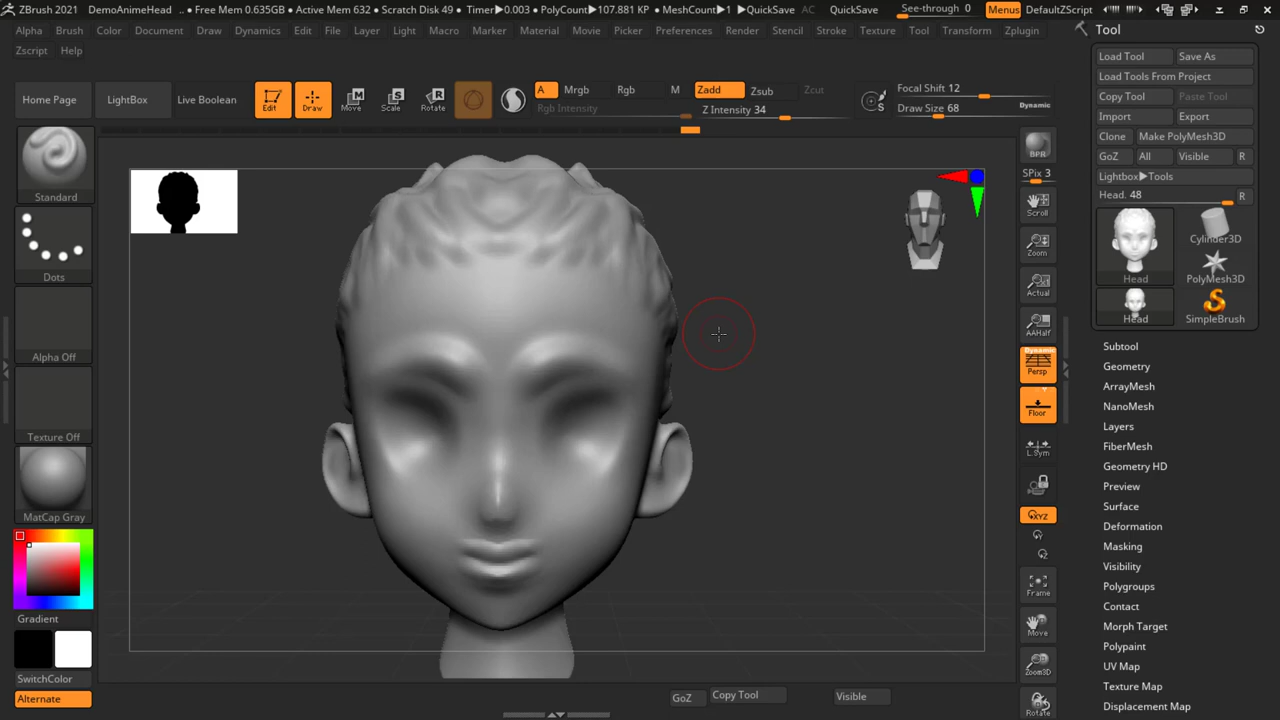 ZBrush 2021 DemoAnimeHead ● Free Mem 0.635GB ● Active Mem 632 ● Scratch Disk 49 ● Timer▶0.003 ● PolyCount▶107.881 KP ● MeshCount▶1 ▶QuickSave AC QuickSave See-through 0 Menus DefaultZScript
Alpha Brush Color Document Draw Dynamics Edit File Layer Light Macro Marker Material Movie Picker Preferences Render Stencil Stroke Texture Tool Transform Zplugin
Zscript Help
Home Page LightBox Live Boolean Edit Draw Move Scale Rotate
A Mrgb Rgb M Zadd Zsub Zcut
Rgb Intensity Z Intensity 34
Focal Shift 12
Draw Size 68 Dynamic
S
Standard
Dots
Alpha Off
Texture Off
MatCap Gray
Gradient
SwitchColor
Alternate
BPR
SPix 3
Scroll
Zoom
Actual
AAHalf
Dynamic
Persp
Floor
L.Sym
XYZ
Y
Z
Frame
Move
Zoom3D
Rotate
GoZ Copy Tool Visible
Tool
Load Tool Save As
Load Tools From Project
Copy Tool Paste Tool
Import Export
Clone Make PolyMesh3D
GoZ All Visible R
Lightbox▶Tools
Head. 48 R
Head Cylinder3D
PolyMesh3D
Head SimpleBrush
Subtool
Geometry
ArrayMesh
NanoMesh
Layers
FiberMesh
Geometry HD
Preview
Surface
Deformation
Masking
Visibility
Polygroups
Contact
Morph Target
Polypaint
UV Map
Texture Map
Displacement Map